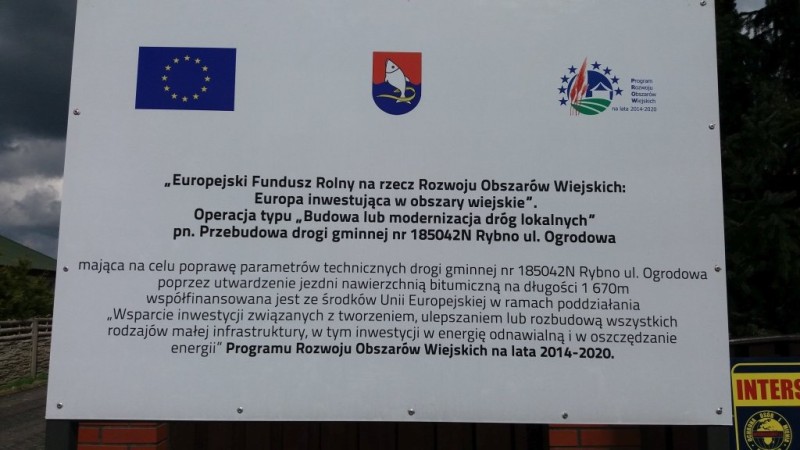 Program
Rozwoju
Obszarów
Wiejskich
na lata 2014-2020
„Europejski Fundusz Rolny na rzecz Rozwoju Obszarów Wiejskich:
Europa inwestująca w obszary wiejskie”.
Operacja typu „Budowa lub modernizacja dróg lokalnych”
pn. Przebudowa drogi gminnej nr 185042N Rybno ul. Ogrodowa
mająca na celu poprawę parametrów technicznych drogi gminnej nr 185042N Rybno ul. Ogrodowa
poprzez utwardzenie jezdni nawierzchnią bitumiczną na długości 1 670m
współfinansowana jest ze środków Unii Europejskiej w ramach poddziałania
„Wsparcie inwestycji związanych z tworzeniem, ulepszaniem lub rozbudową wszystkich
rodzajów małej infrastruktury, w tym inwestycji w energię odnawialną i w oszczędzanie
energii” Programu Rozwoju Obszarów Wiejskich na lata 2014-2020.
INTERS